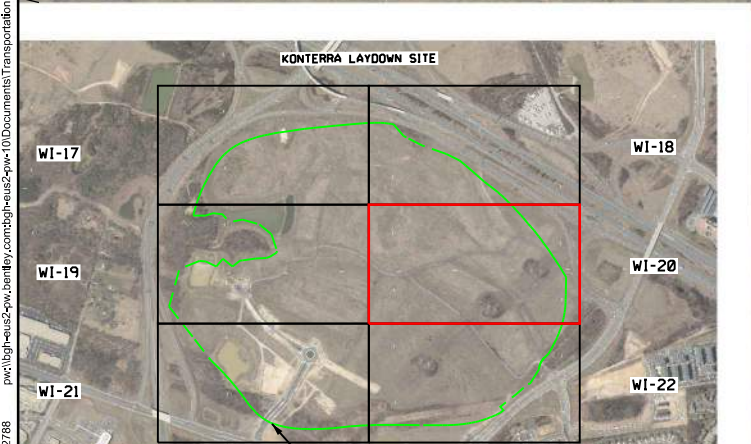 KONTERRA LAYDOWN SITE
WI-17
WI-18
WI-19
WI-20
WI-21
WI-22
pw:\\bgh-eus2-pw.bentley.com:bgh-eus2-pw-10\Documents\Transportation
2788